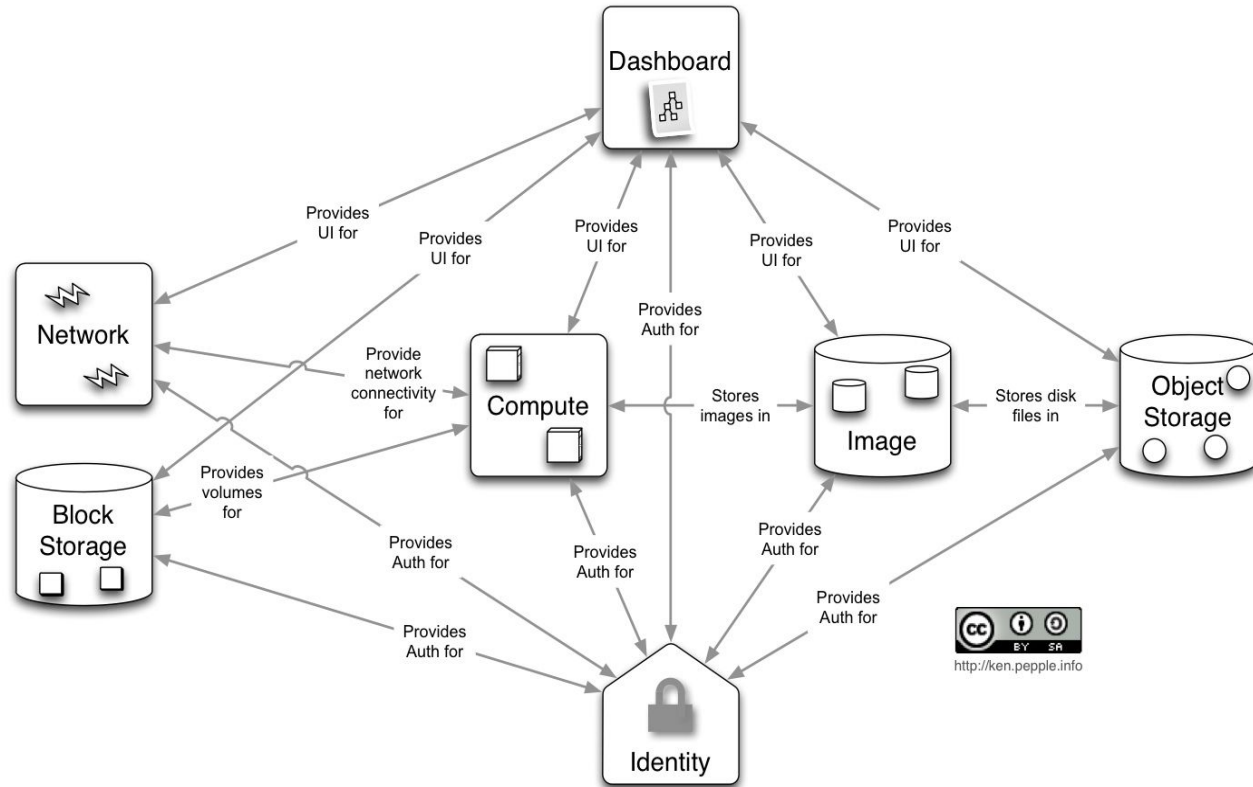 Dashboard
Provides
UI for
Provides
UI for
Provides
UI for
Provides
UI for
Provides
UI for
Network
Provides
Auth for
Provide
network
connectivity
for
Compute
Stores
images in
Image
Stores disk
files in
Object
Storage
Provides
volumes
for
Block
Storage
Provides
Auth for
Provides
Auth for
Provides
Auth for
Provides
Auth for
Provides
Auth for
Identity
cc
BY SA
http://ken.pepple.info